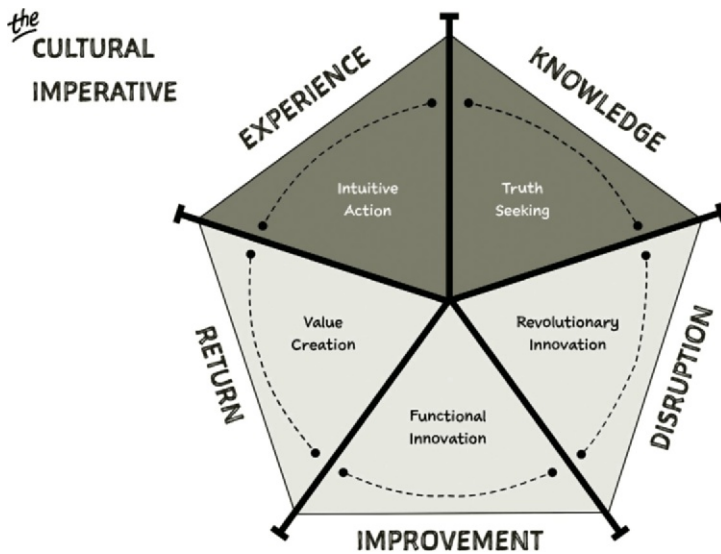 the
CULTURAL
IMPERATIVE
EXPERIENCE
KNOWLEDGE
Intuitive
Action
Truth
Seeking
Value
Creation
Revolutionary
Innovation
RETURN
DISRUPTION
Functional
Innovation
IMPROVEMENT